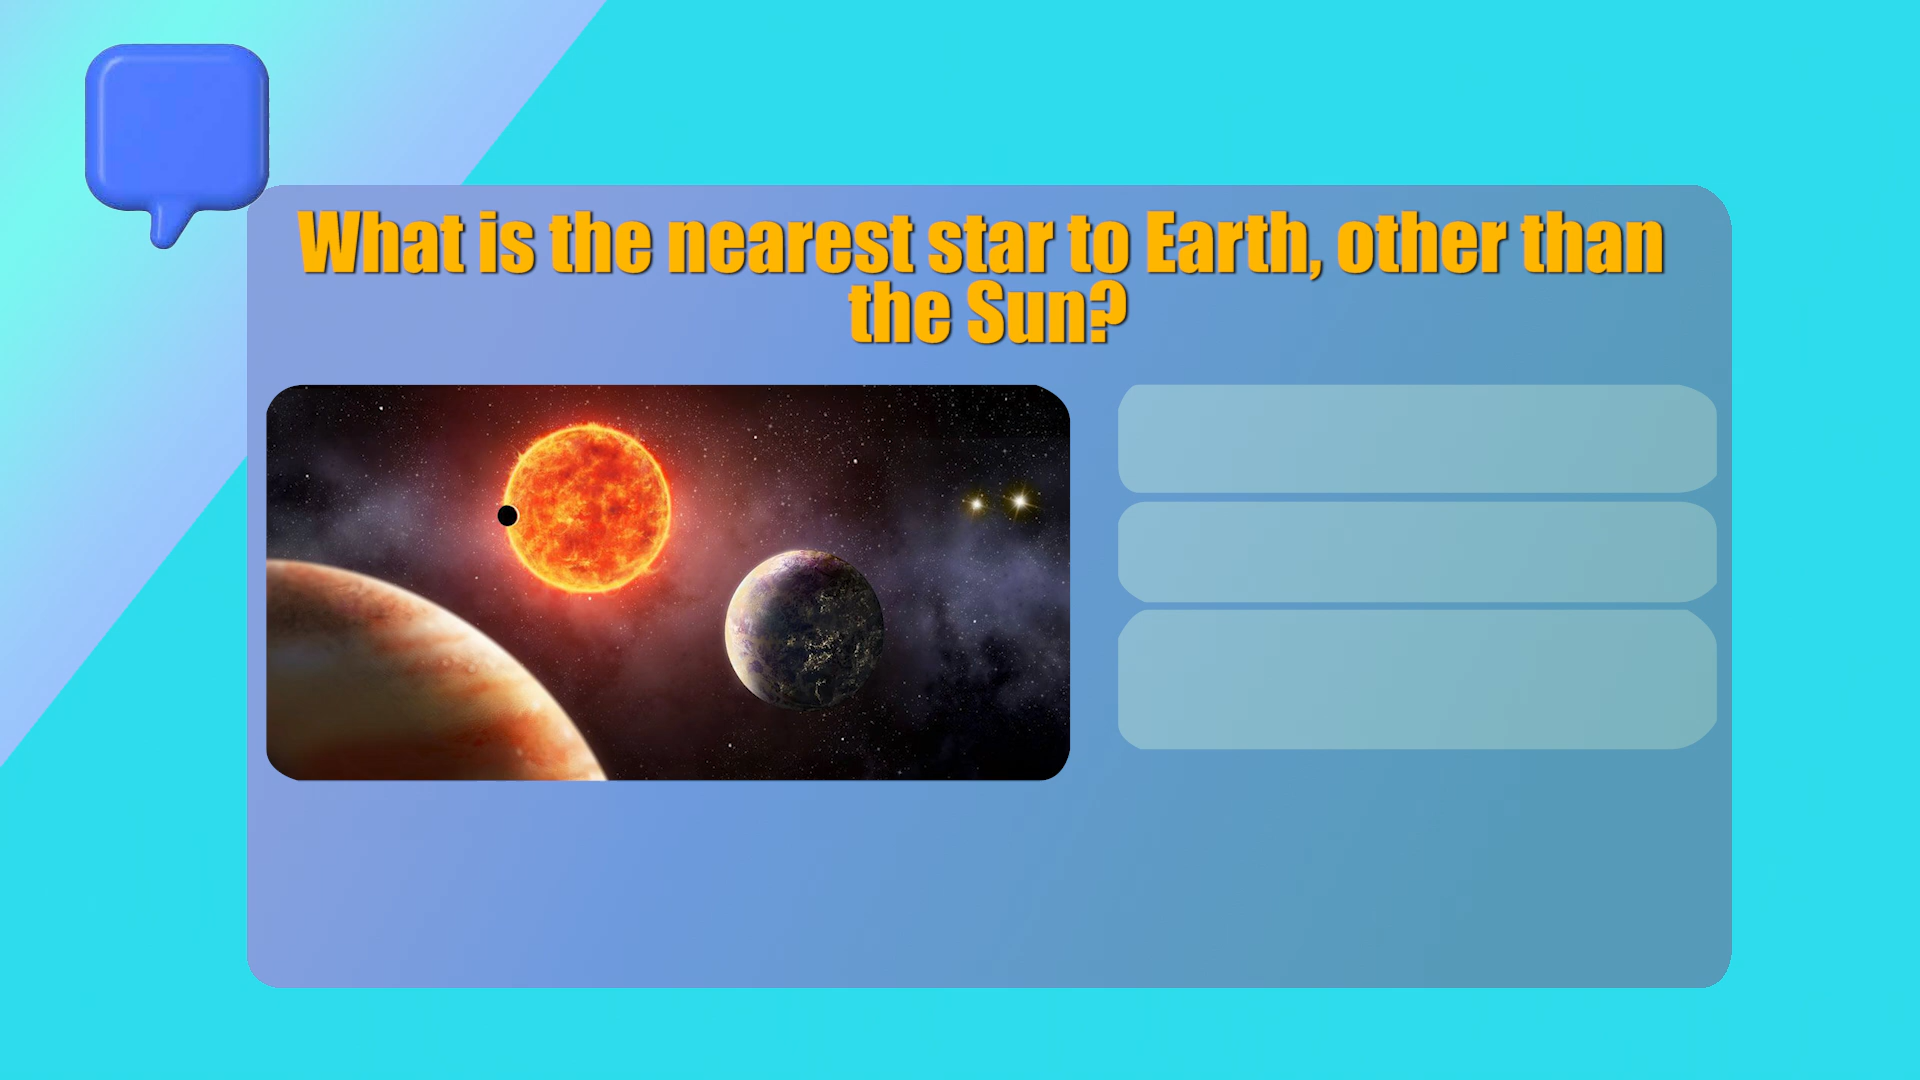 What is the nearest star to Earth, other than
the Sun?